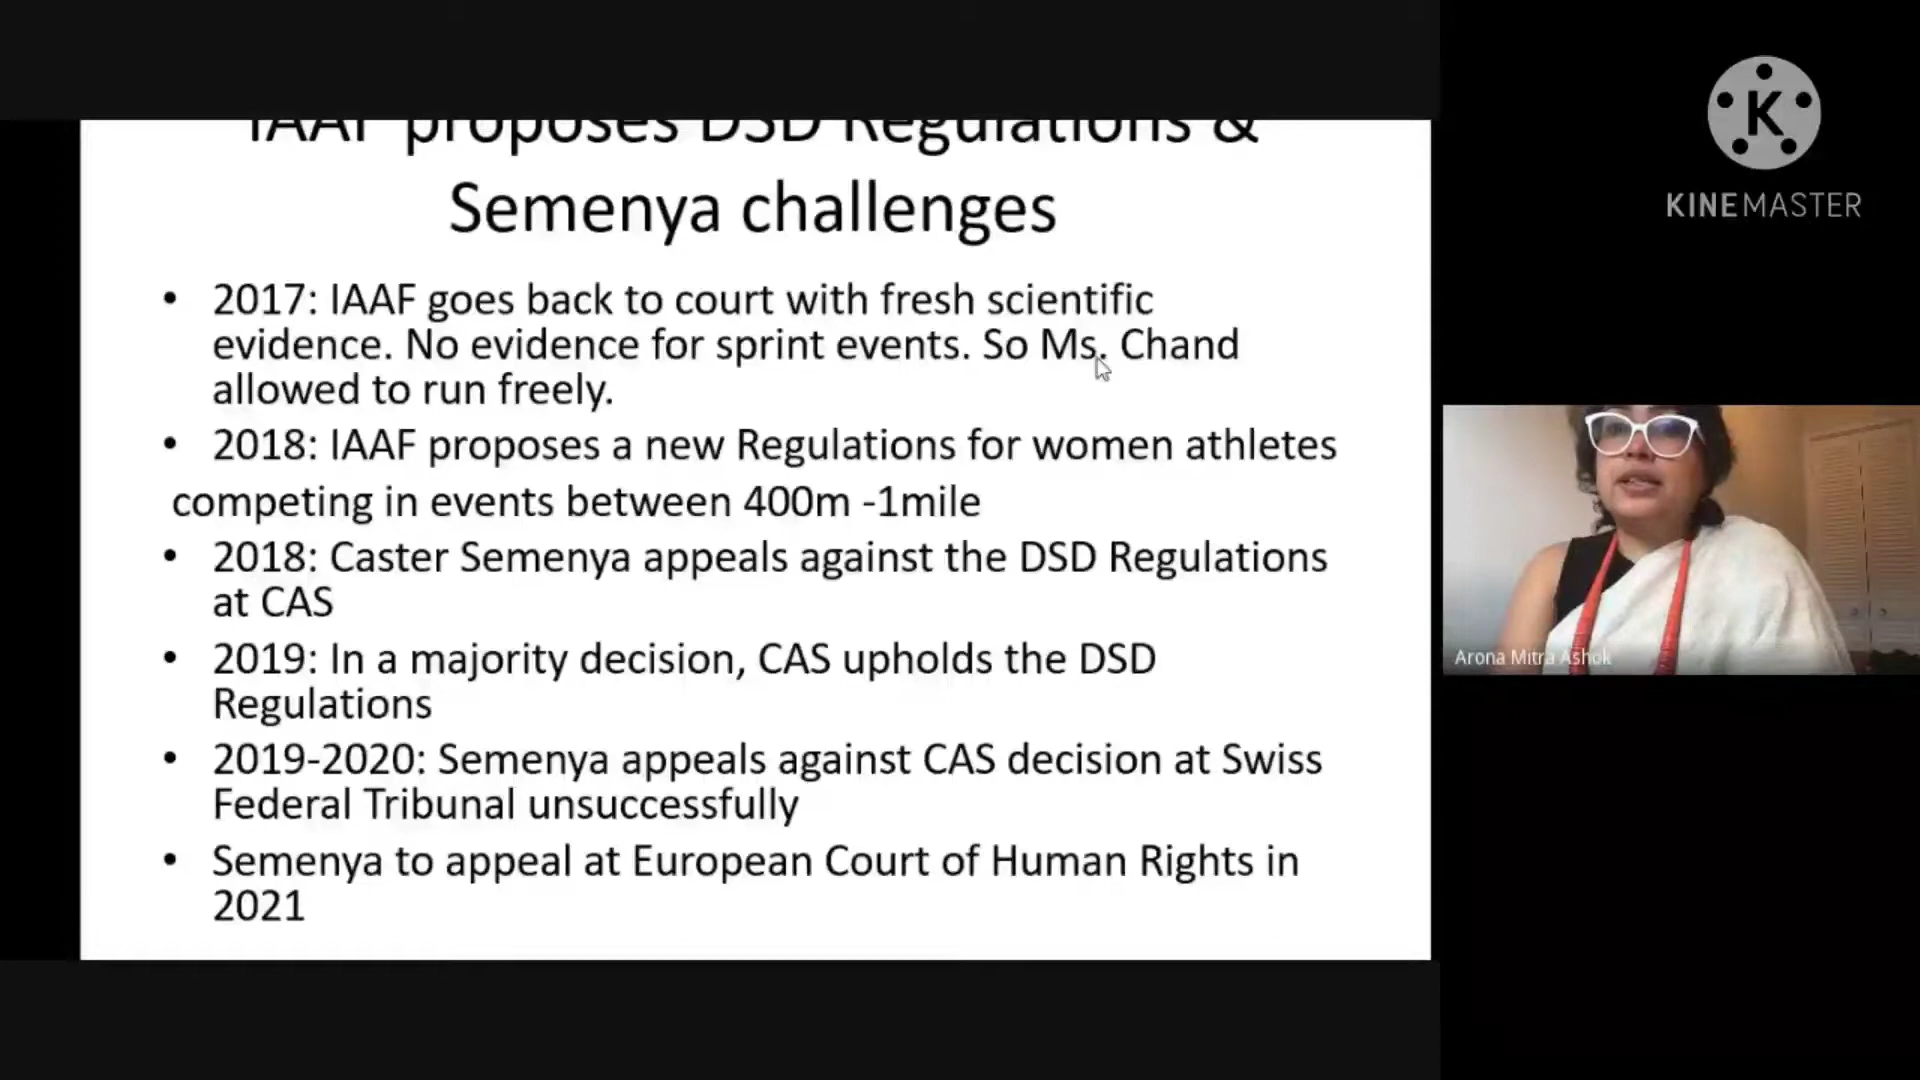 IAAF proposes DSD Regulations &
Semenya challenges
• 2017: IAAF goes back to court with fresh scientific
evidence. No evidence for sprint events. So Ms. Chand
allowed to run freely.
• 2018: IAAF proposes a new Regulations for women athletes
competing in events between 400m -1mile
• 2018: Caster Semenya appeals against the DSD Regulations
at CAS
• 2019: In a majority decision, CAS upholds the DSD
Regulations
• 2019-2020: Semenya appeals against CAS decision at Swiss
Federal Tribunal unsuccessfully
• Semenya to appeal at European Court of Human Rights in
2021
K
KINEMASTER
Arona Mitra Ashok